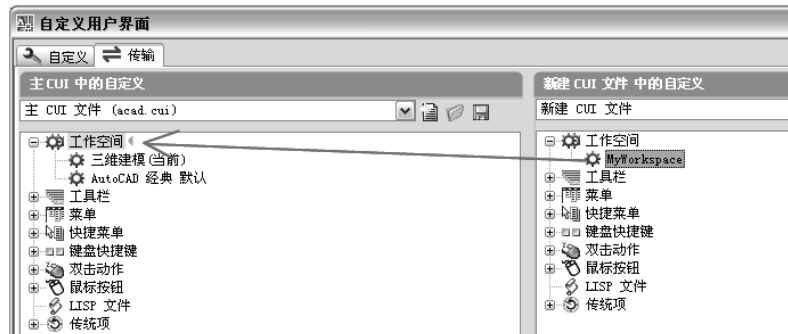 自定义用户界面
自定义 传输
主 CUI 中的自定义
主 CUI 文件 (acad.cui)
工作空间
三维建模(当前)
AutoCAD 经典 默认
工具栏
菜单
快捷菜单
键盘快捷键
双击动作
鼠标按钮
LISP 文件
传统项
新建 CUI 文件 中的自定义
新建 CUI 文件
工作空间
MyWorkspace
工具栏
菜单
快捷菜单
键盘快捷键
双击动作
鼠标按钮
LISP 文件
传统项